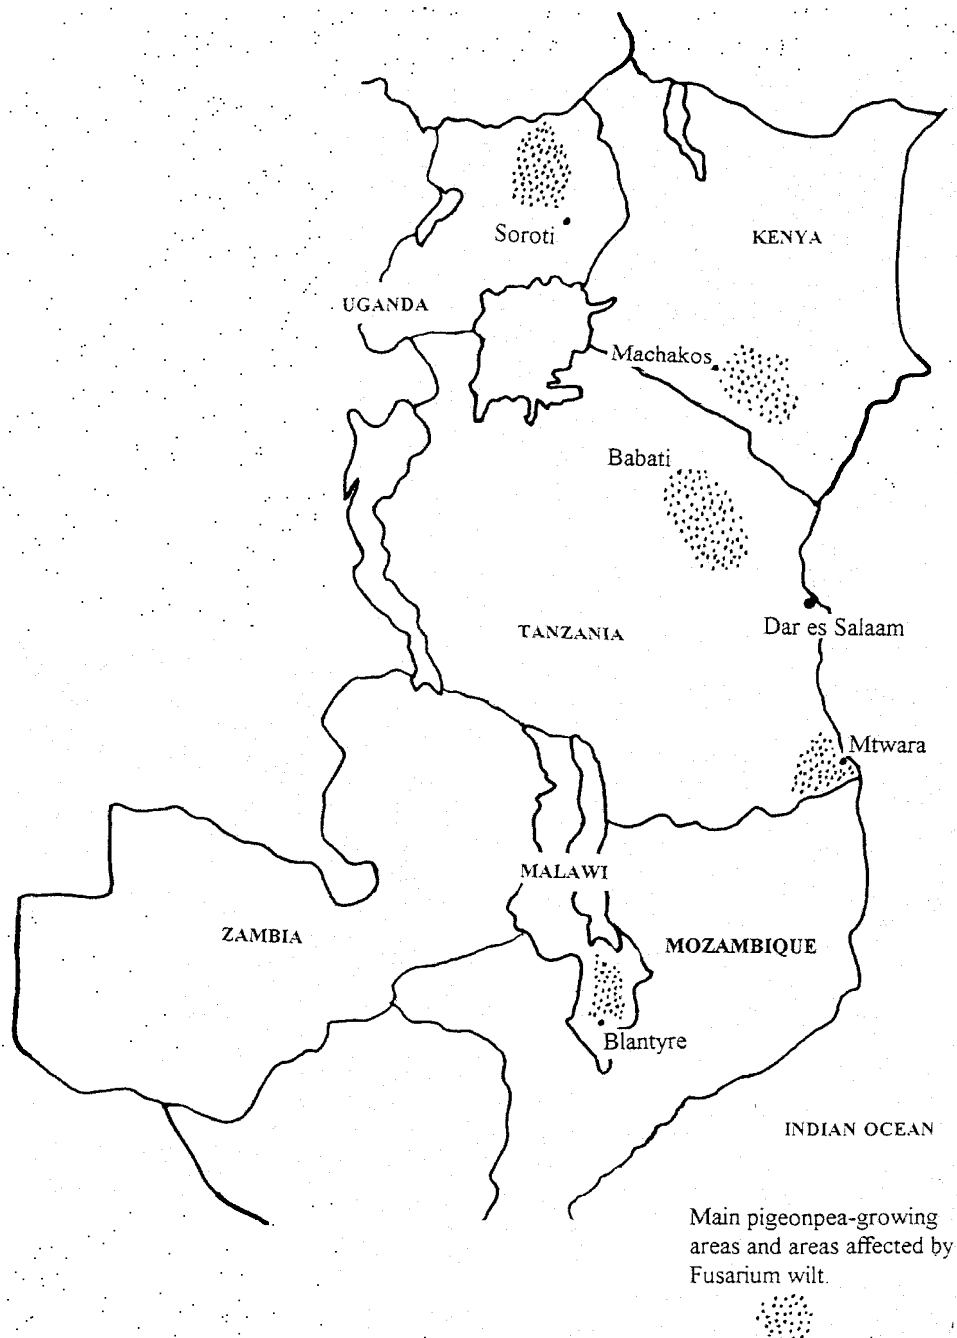 Soroti
KENYA
UGANDA
Machakos
Babati
TANZANIA
Dar es Salaam
Mtwara
MALAWI
ZAMBIA
MOZAMBIQUE
Blantyre
INDIAN OCEAN
Main pigeonpea-growing
areas and areas affected by
Fusarium wilt.